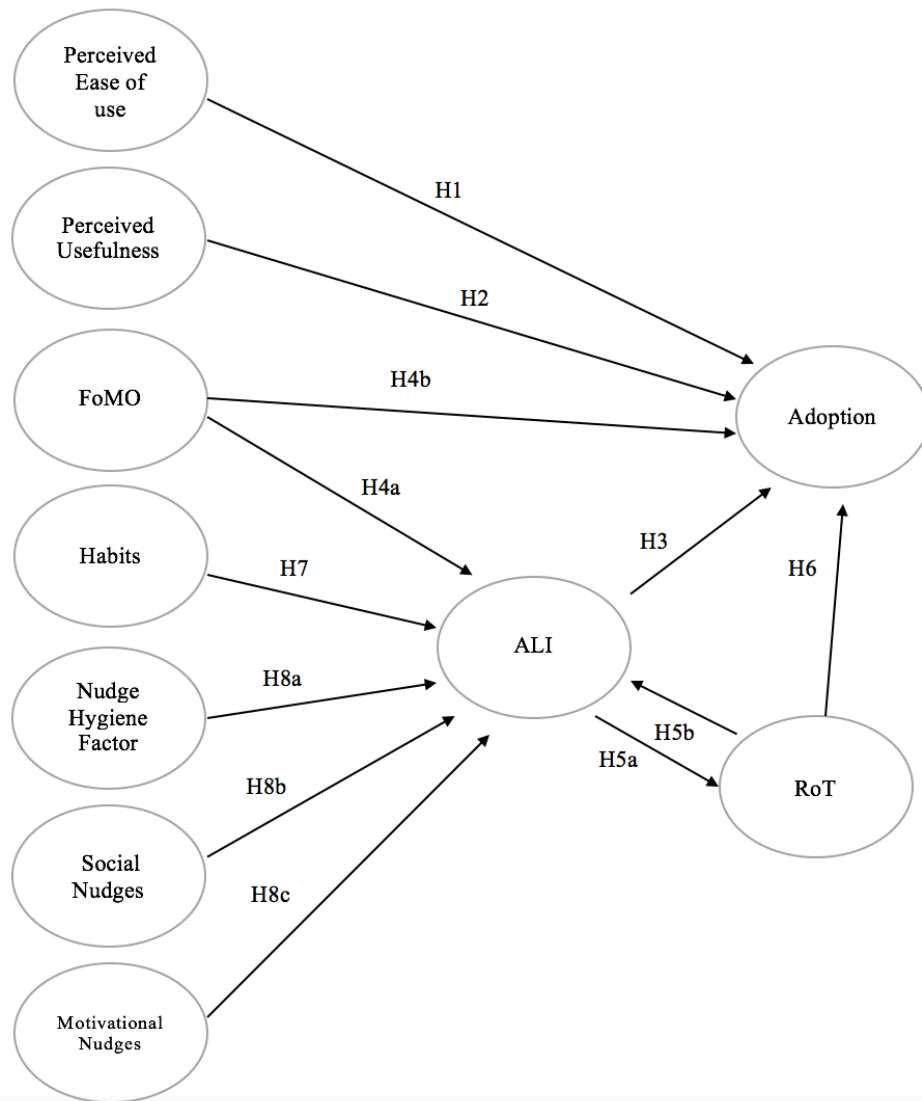 Perceived
Ease of
use
H1
Perceived
Usefulness
H2
FoMO
H4b
Adoption
H4a
Habits
H7
H3
H6
ALI
Nudge
Hygiene
Factor
H8a
H5b
H5a
RoT
H8b
Social
Nudges
H8c
Motivational
Nudges